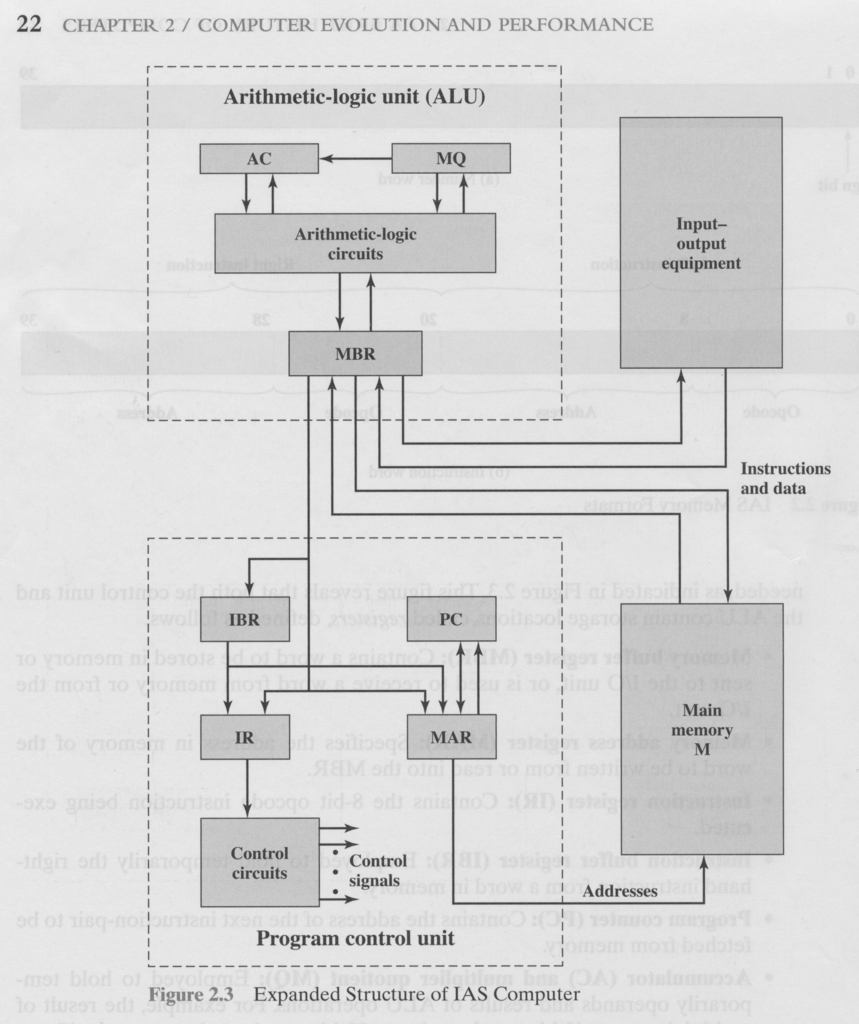 22 CHAPTER 2 / COMPUTER EVOLUTION AND PERFORMANCE
Arithmetic-logic unit (ALU)
AC
MQ
Arithmetic-logic
circuits
Input–
output
equipment
MBR
Instructions
and data
IBR
PC
IR
MAR
Main
memory
M
Control
circuits
Control
signals
Addresses
Program control unit
Figure 2.3 Expanded Structure of IAS Computer